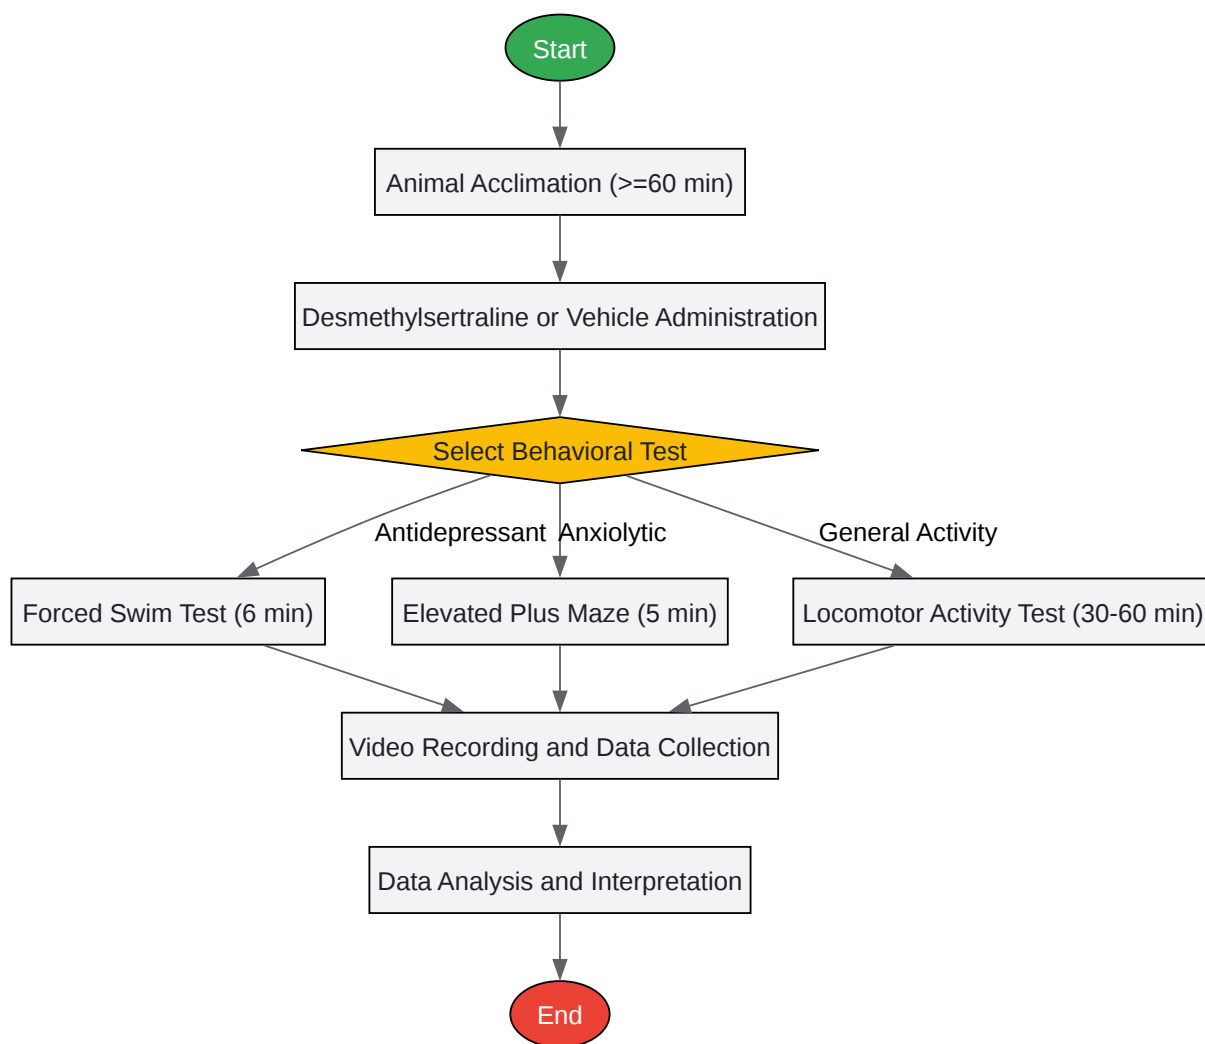 Start
Animal Acclimation (>=60 min)
Desmethylsertraline or Vehicle Administration
Select Behavioral Test
Antidepressant
Anxiolytic
General Activity
Forced Swim Test (6 min)
Elevated Plus Maze (5 min)
Locomotor Activity Test (30-60 min)
Video Recording and Data Collection
Data Analysis and Interpretation
End